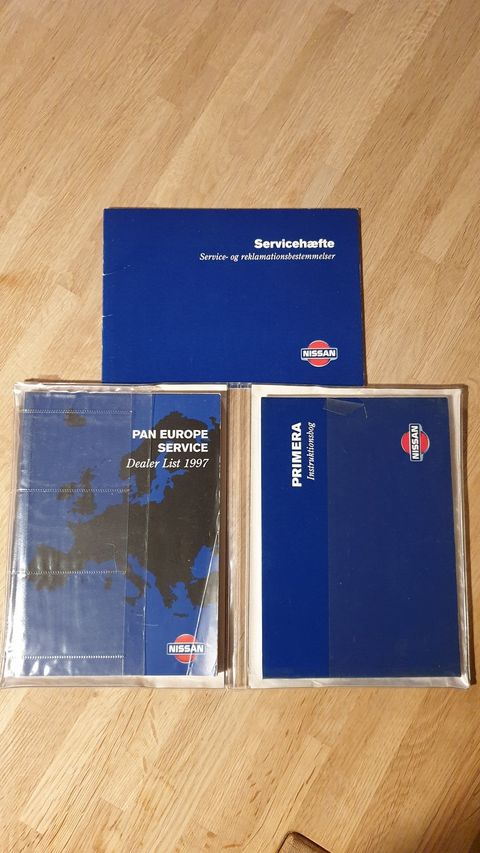 Servicehæfte
Service- og reklamationsbestemmelser
NISSAN
PAN EUROPE
SERVICE
Dealer List 1997
NISSAN
PRIMERA
Instruktionsbog
NISSAN